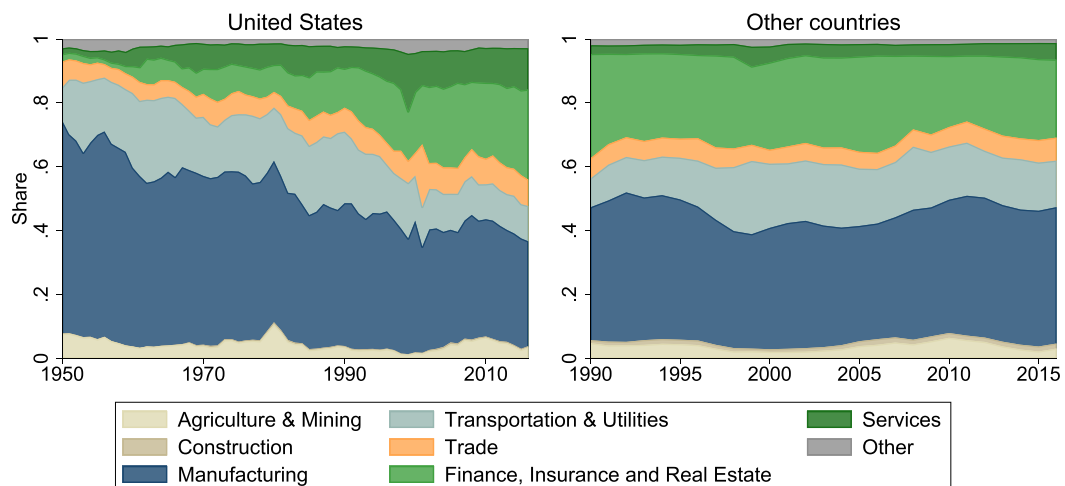 United States
Other countries
Share
1
.8
.6
.4
.2
0
1950
1970
1990
2010
1
.8
.6
.4
.2
0
1990
1995
2000
2005
2010
2015
Agriculture & Mining
Transportation & Utilities
Services
Construction
Trade
Other
Manufacturing
Finance, Insurance and Real Estate